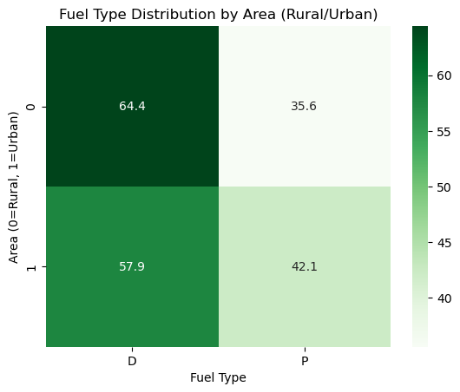 Fuel Type Distribution by Area (Rural/Urban)
Area (0=Rural, 1=Urban)
0
64.4
35.6
1
57.9
42.1
D
P
Fuel Type
60
55
50
45
40